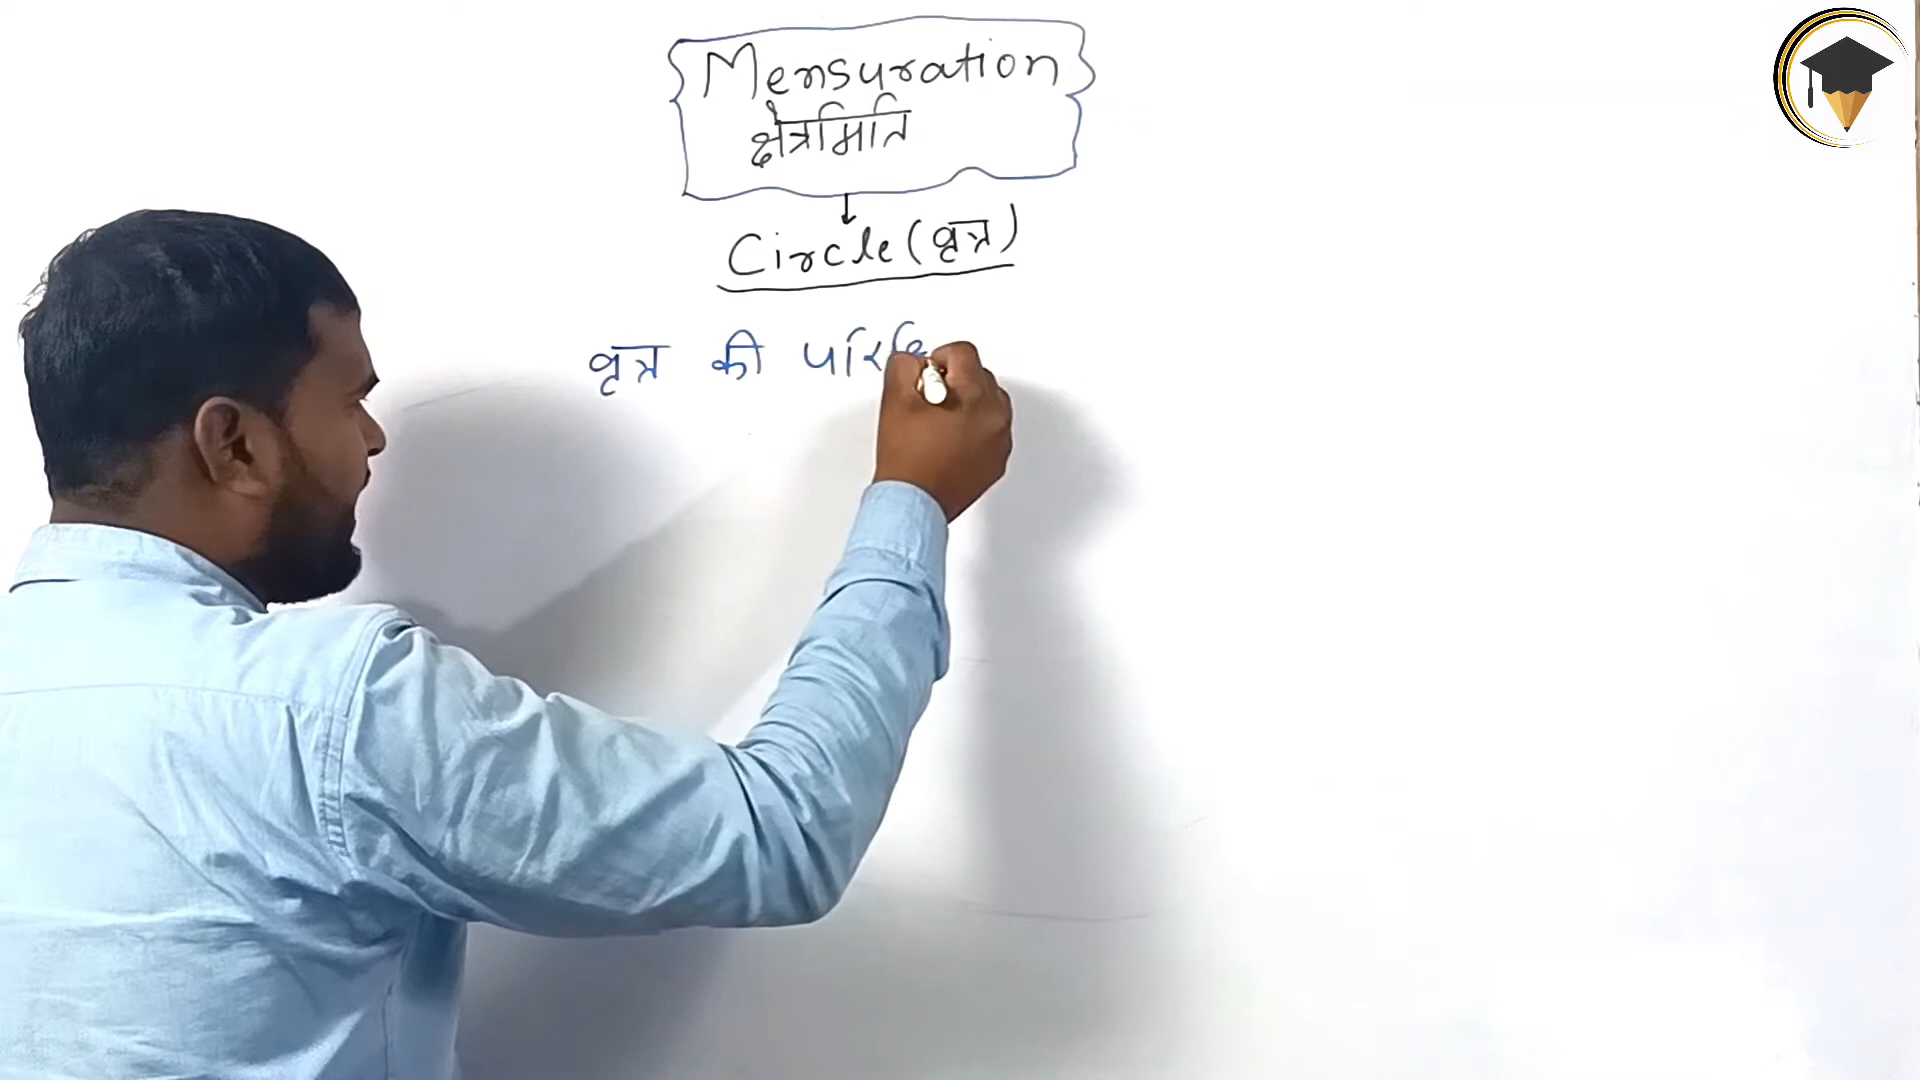 Mensuration
क्षेत्रमिति
Circle (वृत्त)
वृत्त की परिधि